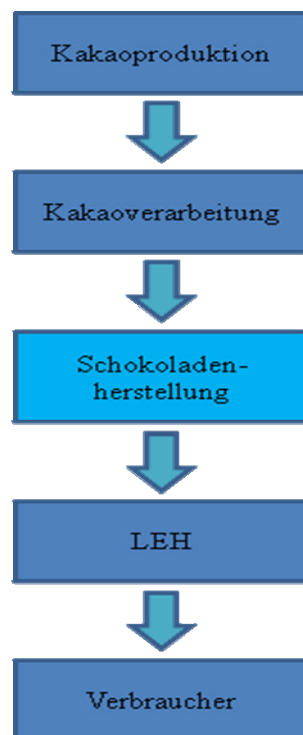 Kakaoproduktion
Kakaoverarbeitung
Schokoladen-
herstellung
LEH
Verbraucher